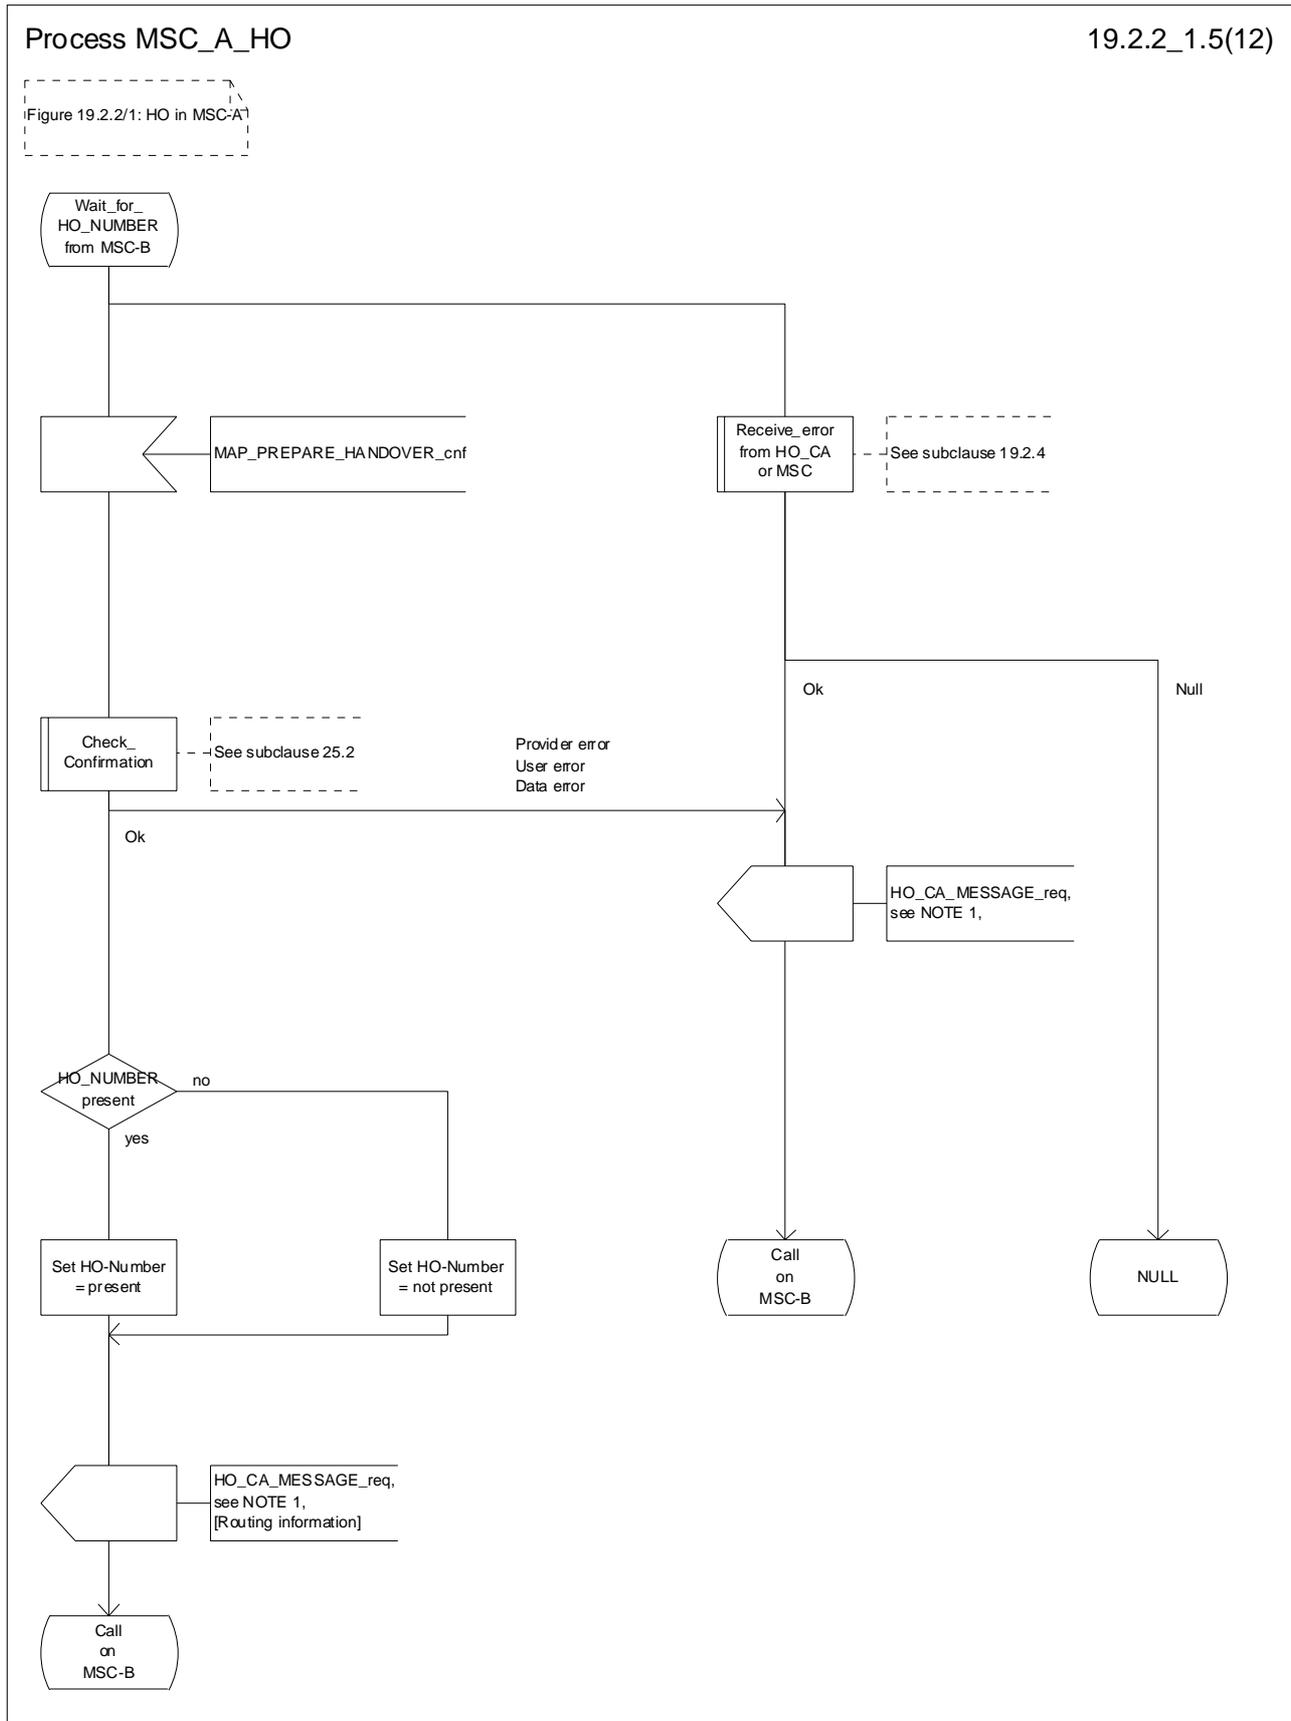 Process MSC_A_HO
19.2.2_1.5(12)
Figure 19.2.2/1: HO in MSC-A
Wait_for_
HO_NUMBER
from MSC-B
MAP_PREPARE_HANDOVER_cnf
Receive_error
from HO_CA
or MSC
See subclause 19.2.4
Ok
Null
Check_
Confirmation
See subclause 25.2
Provider error
User error
Data error
Ok
HO_CA_MESSAGE_req,
see NOTE 1,
HO_NUMBER
present
no
yes
Set HO-Number
= present
Set HO-Number
= not present
Call
on
MSC-B
NULL
HO_CA_MESSAGE_req,
see NOTE 1,
[Routing information]
Call
on
MSC-B